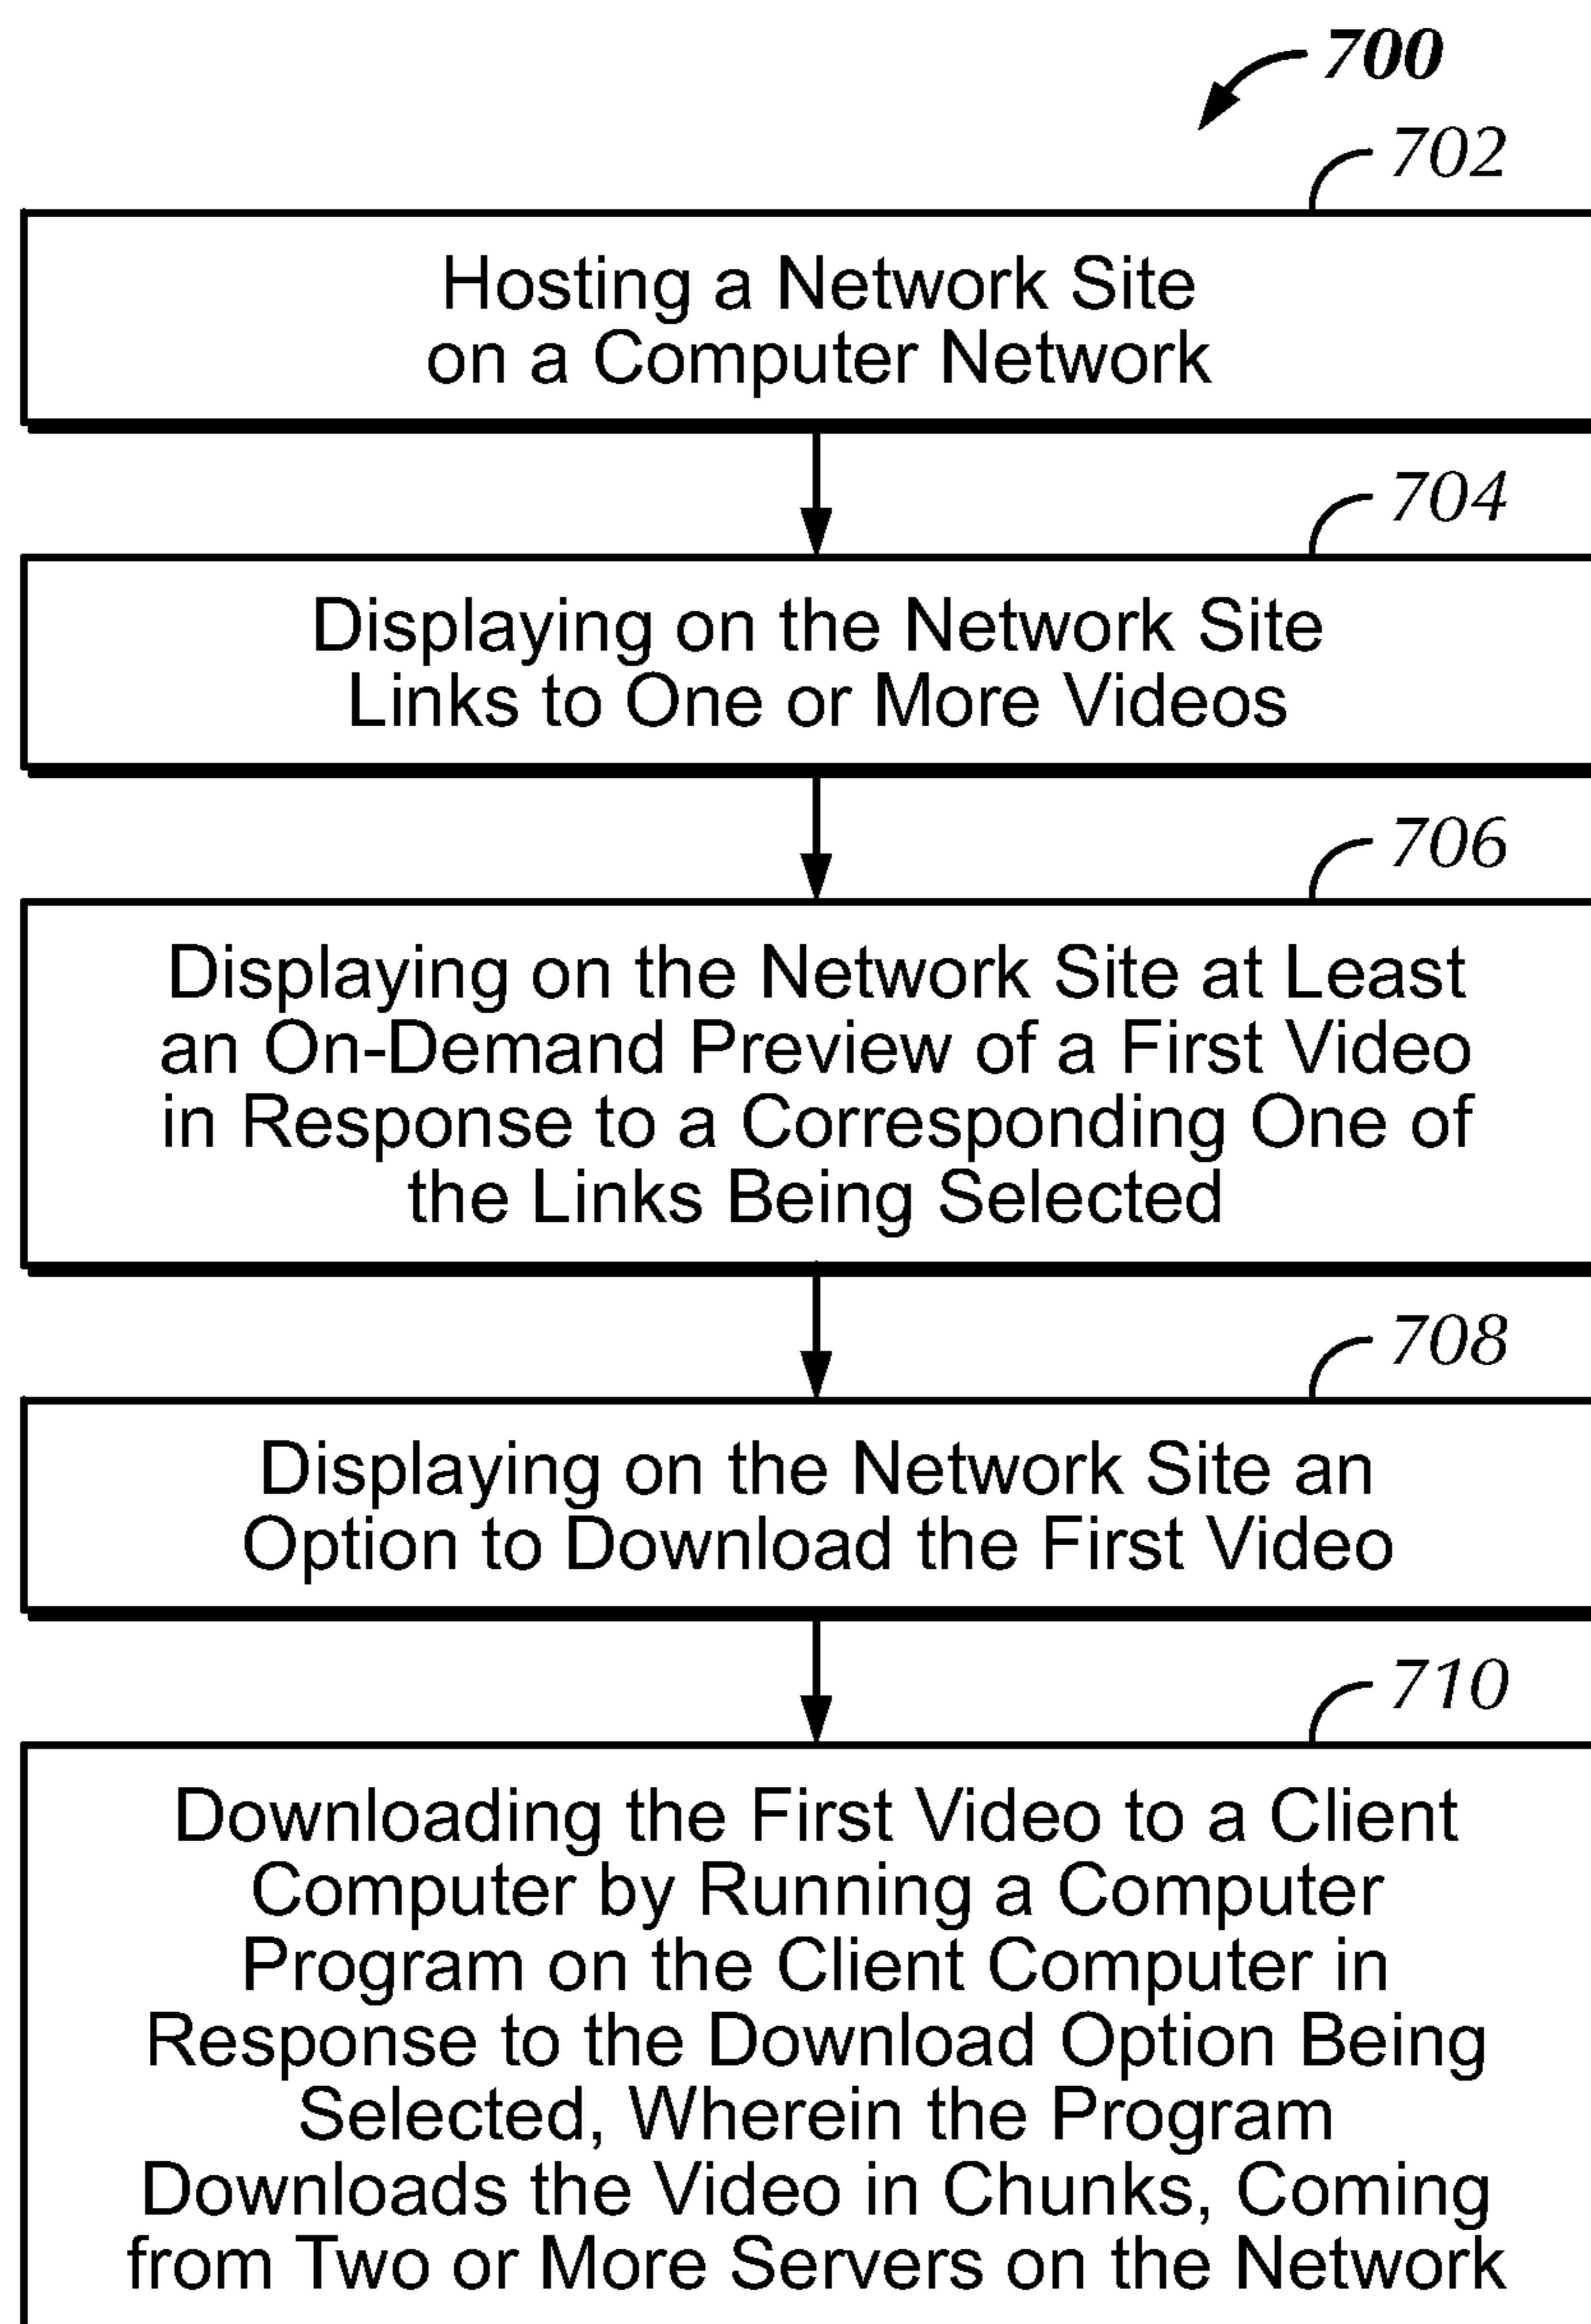 700
702
Hosting a Network Site
on a Computer Network
704
Displaying on the Network Site
Links to One or More Videos
706
Displaying on the Network Site at Least
an On-Demand Preview of a First Video
in Response to a Corresponding One of
the Links Being Selected
708
Displaying on the Network Site an
Option to Download the First Video
710
Downloading the First Video to a Client
Computer by Running a Computer
Program on the Client Computer in
Response to the Download Option Being
Selected, Wherein the Program
Downloads the Video in Chunks, Coming
from Two or More Servers on the Network